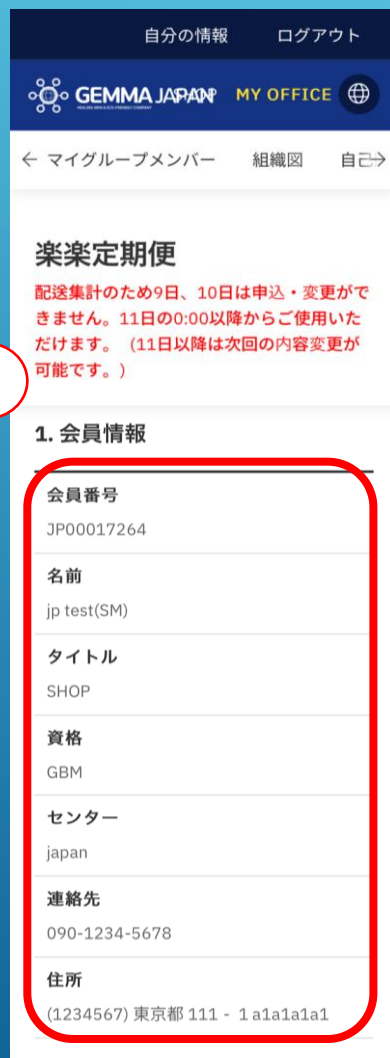 自分の情報 ログアウト
GEMMA JAPAN MY OFFICE
← マイグループメンバー 組織図 自己→
楽楽定期便
配送集計のため9日、10日は申込・変更がで
きません。11日の0:00以降からご使用いた
だけます。 (11日以降は次回の内容変更が
可能です。)
1. 会員情報
会員番号
JP00017264
名前
jp test(SM)
タイトル
SHOP
資格
GBM
センター
japan
連絡先
090-1234-5678
住所
(1234567) 東京都 111 - １a1a1a1a1